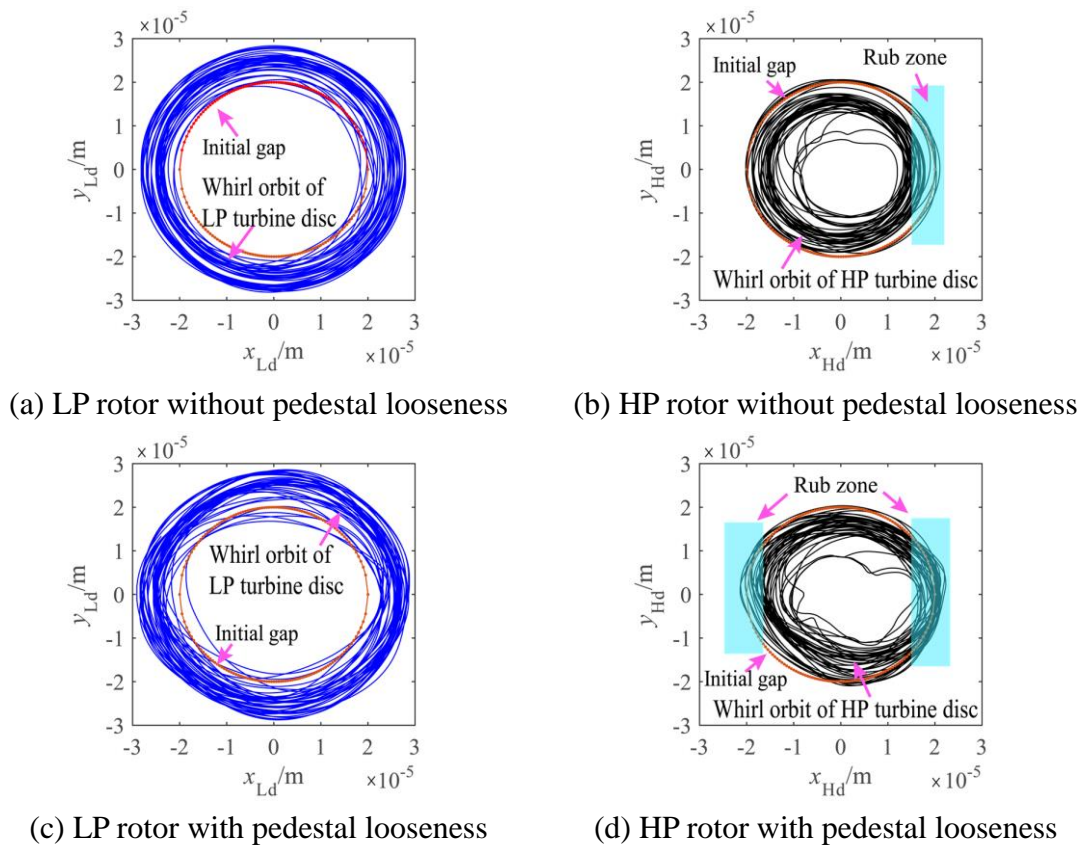 ×10⁻⁵
3
2
1
0
-1
-2
-3
y_Ld/m
Initial gap
Whirl orbit of
LP turbine disc
-3 -2 -1 0 1 2 3
x_Ld/m
×10⁻⁵
(a) LP rotor without pedestal looseness
×10⁻⁵
3
2
1
0
-1
-2
-3
y_Hd/m
Initial gap
Rub zone
Whirl orbit of HP turbine disc
-3 -2 -1 0 1 2 3
x_Hd/m
×10⁻⁵
(b) HP rotor without pedestal looseness
×10⁻⁵
3
2
1
0
-1
-2
-3
y_Ld/m
Whirl orbit of
LP turbine disc
Initial gap
-3 -2 -1 0 1 2 3
x_Ld/m
×10⁻⁵
(c) LP rotor with pedestal looseness
×10⁻⁵
3
2
1
0
-1
-2
-3
y_Hd/m
Rub zone
Initial gap
Whirl orbit of HP turbine disc
-3 -2 -1 0 1 2 3
x_Hd/m
×10⁻⁵
(d) HP rotor with pedestal looseness